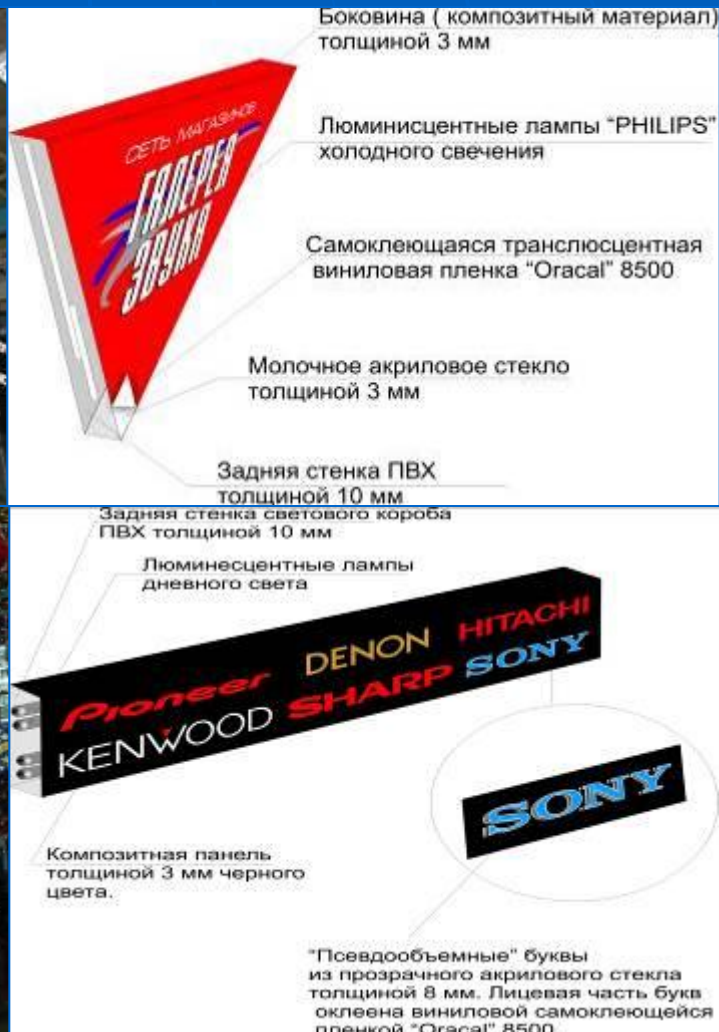 Боковина ( композитный материал)
толщиной 3 мм
СЕТЬ МАГАЗИНОВ
ГАЛЕРЕЯ
ЗВУКА
Люминисцентные лампы “PHILIPS”
холодного свечения
Самоклеющаяся транслюсцентная
виниловая пленка “Oracal” 8500
Молочное акриловое стекло
толщиной 3 мм
Задняя стенка ПВХ
толщиной 10 мм
Задняя стенка светового короба
ПВХ толщиной 10 мм
Люминесцентные лампы
дневного света
Pioneer DENON HITACHI
KENWOOD SHARP SONY
SONY
Композитная панель
толщиной 3 мм черного
цвета.
“Псевдообъемные” буквы
из прозрачного акрилового стекла
толщиной 8 мм. Лицевая часть букв
оклеена виниловой самоклеющейся
пленкой “Oracal” 8500